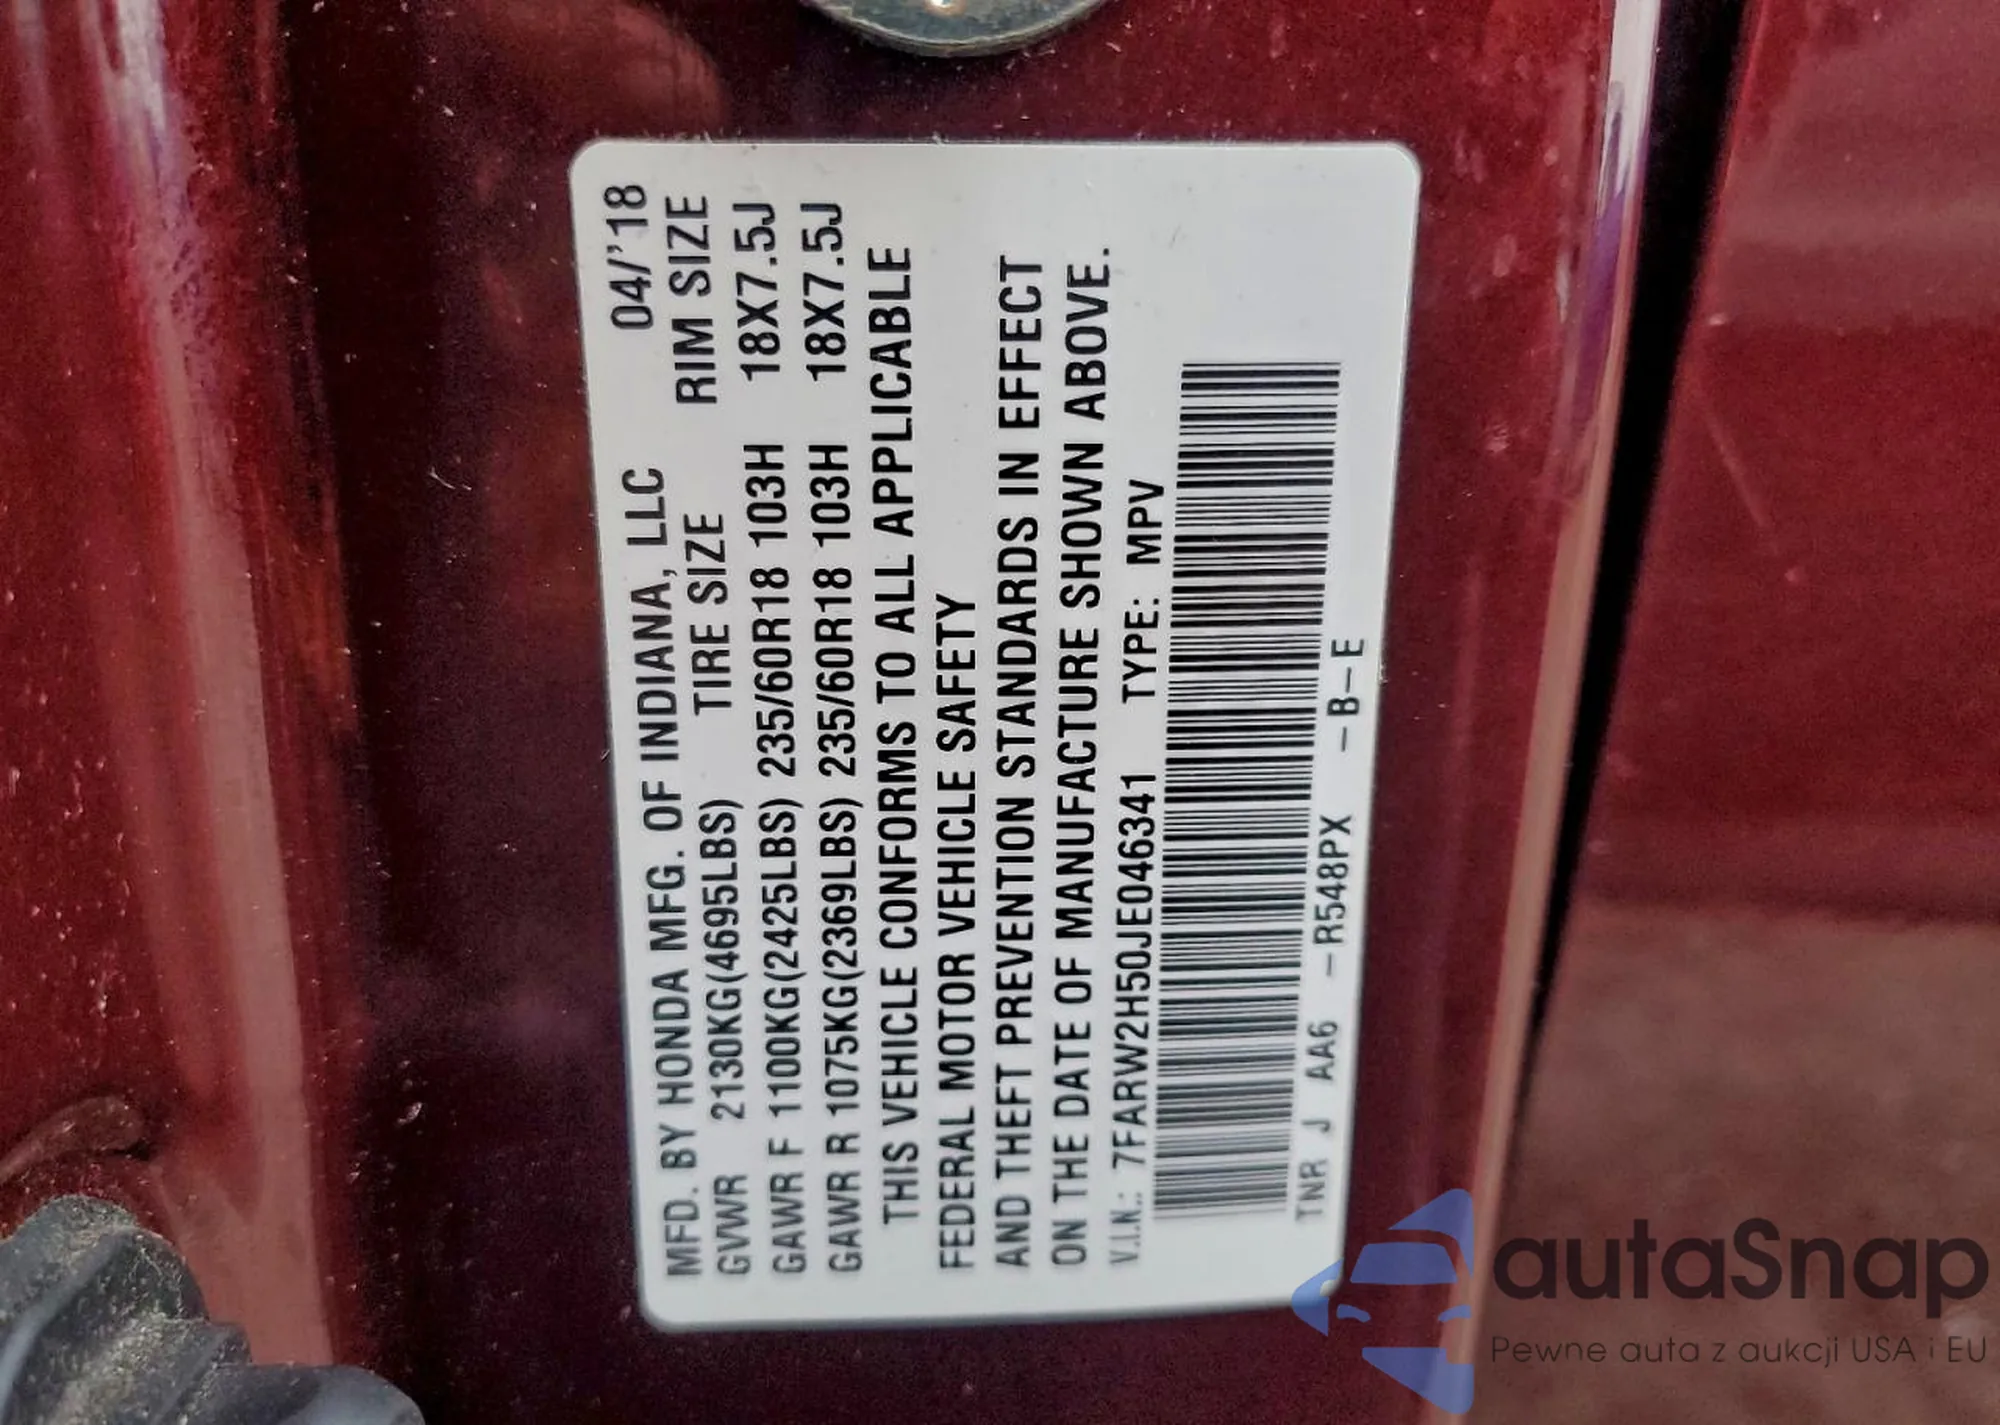 MFD. BY HONDA MFG. OF INDIANA, LLC 04/'18
GVWR 2130KG(4695LBS) TIRE SIZE RIM SIZE
GAWR F 1100KG(2425LBS) 235/60R18 103H 18X7.5J
GAWR R 1075KG(2369LBS) 235/60R18 103H 18X7.5J
THIS VEHICLE CONFORMS TO ALL APPLICABLE
FEDERAL MOTOR VEHICLE SAFETY
AND THEFT PREVENTION STANDARDS IN EFFECT
ON THE DATE OF MANUFACTURE SHOWN ABOVE.
V.I.N.: 7FARW2H50JE046341 TYPE: MPV
TNR J AA6 -R548PX -B-E
autaSnap
Pewne auta z aukcji USA i EU